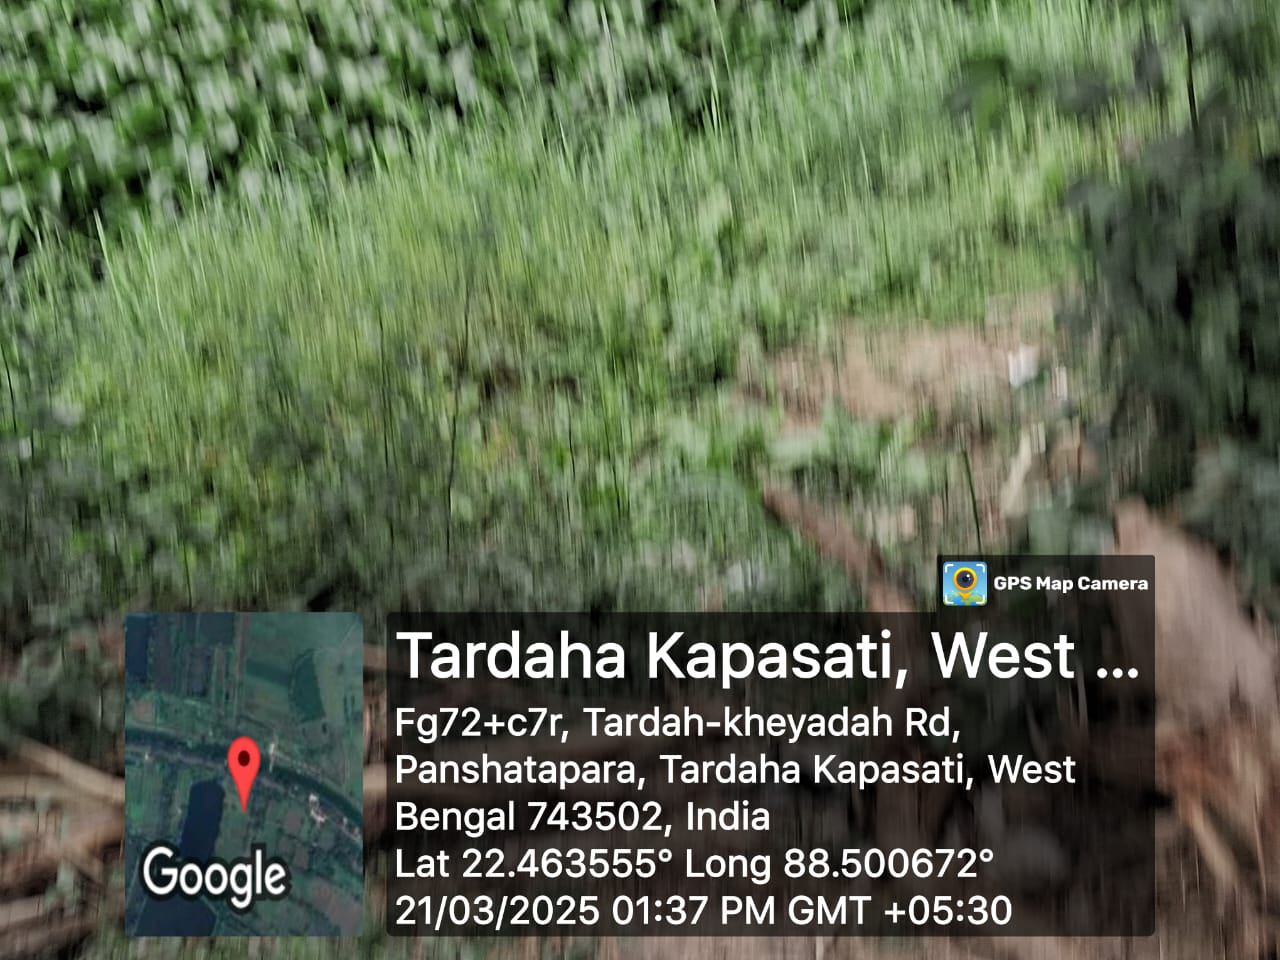 GPS Map Camera
Tardaha Kapasati, West ...
Fg72+c7r, Tardah-kheyadah Rd,
Panshatapara, Tardaha Kapasati, West
Bengal 743502, India
Lat 22.463555° Long 88.500672°
21/03/2025 01:37 PM GMT +05:30
Google